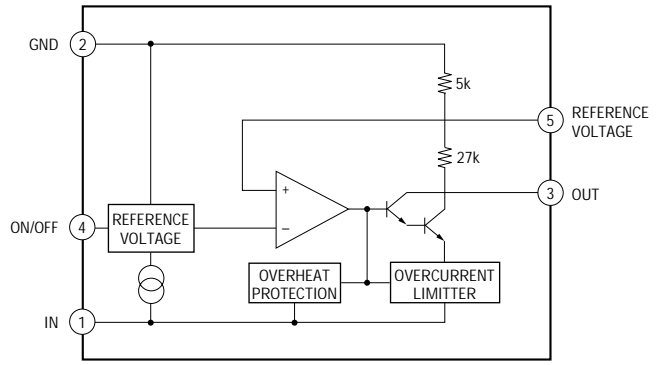 GND 2
5k
5 REFERENCE
VOLTAGE
27k
+
3 OUT
ON/OFF 4
REFERENCE
VOLTAGE
−
OVERHEAT
PROTECTION
OVERCURRENT
LIMITTER
IN 1